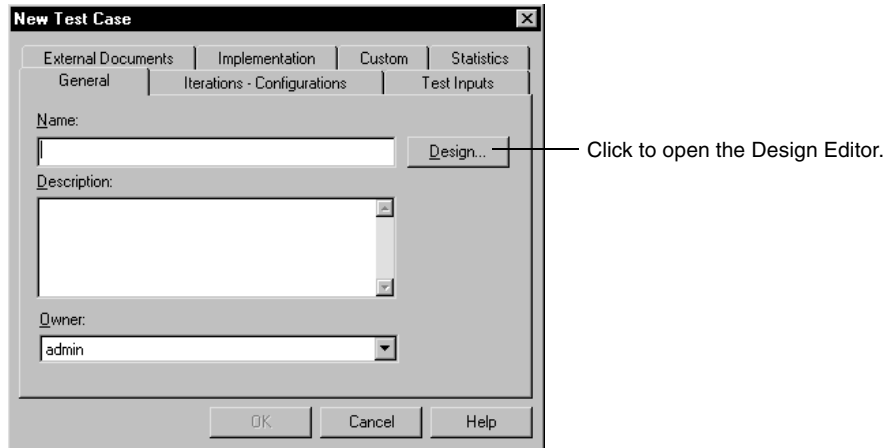 New Test Case
External Documents Implementation Custom Statistics
General Iterations - Configurations Test Inputs
Name:
Design... Click to open the Design Editor.
Description:
Owner:
admin
OK Cancel Help